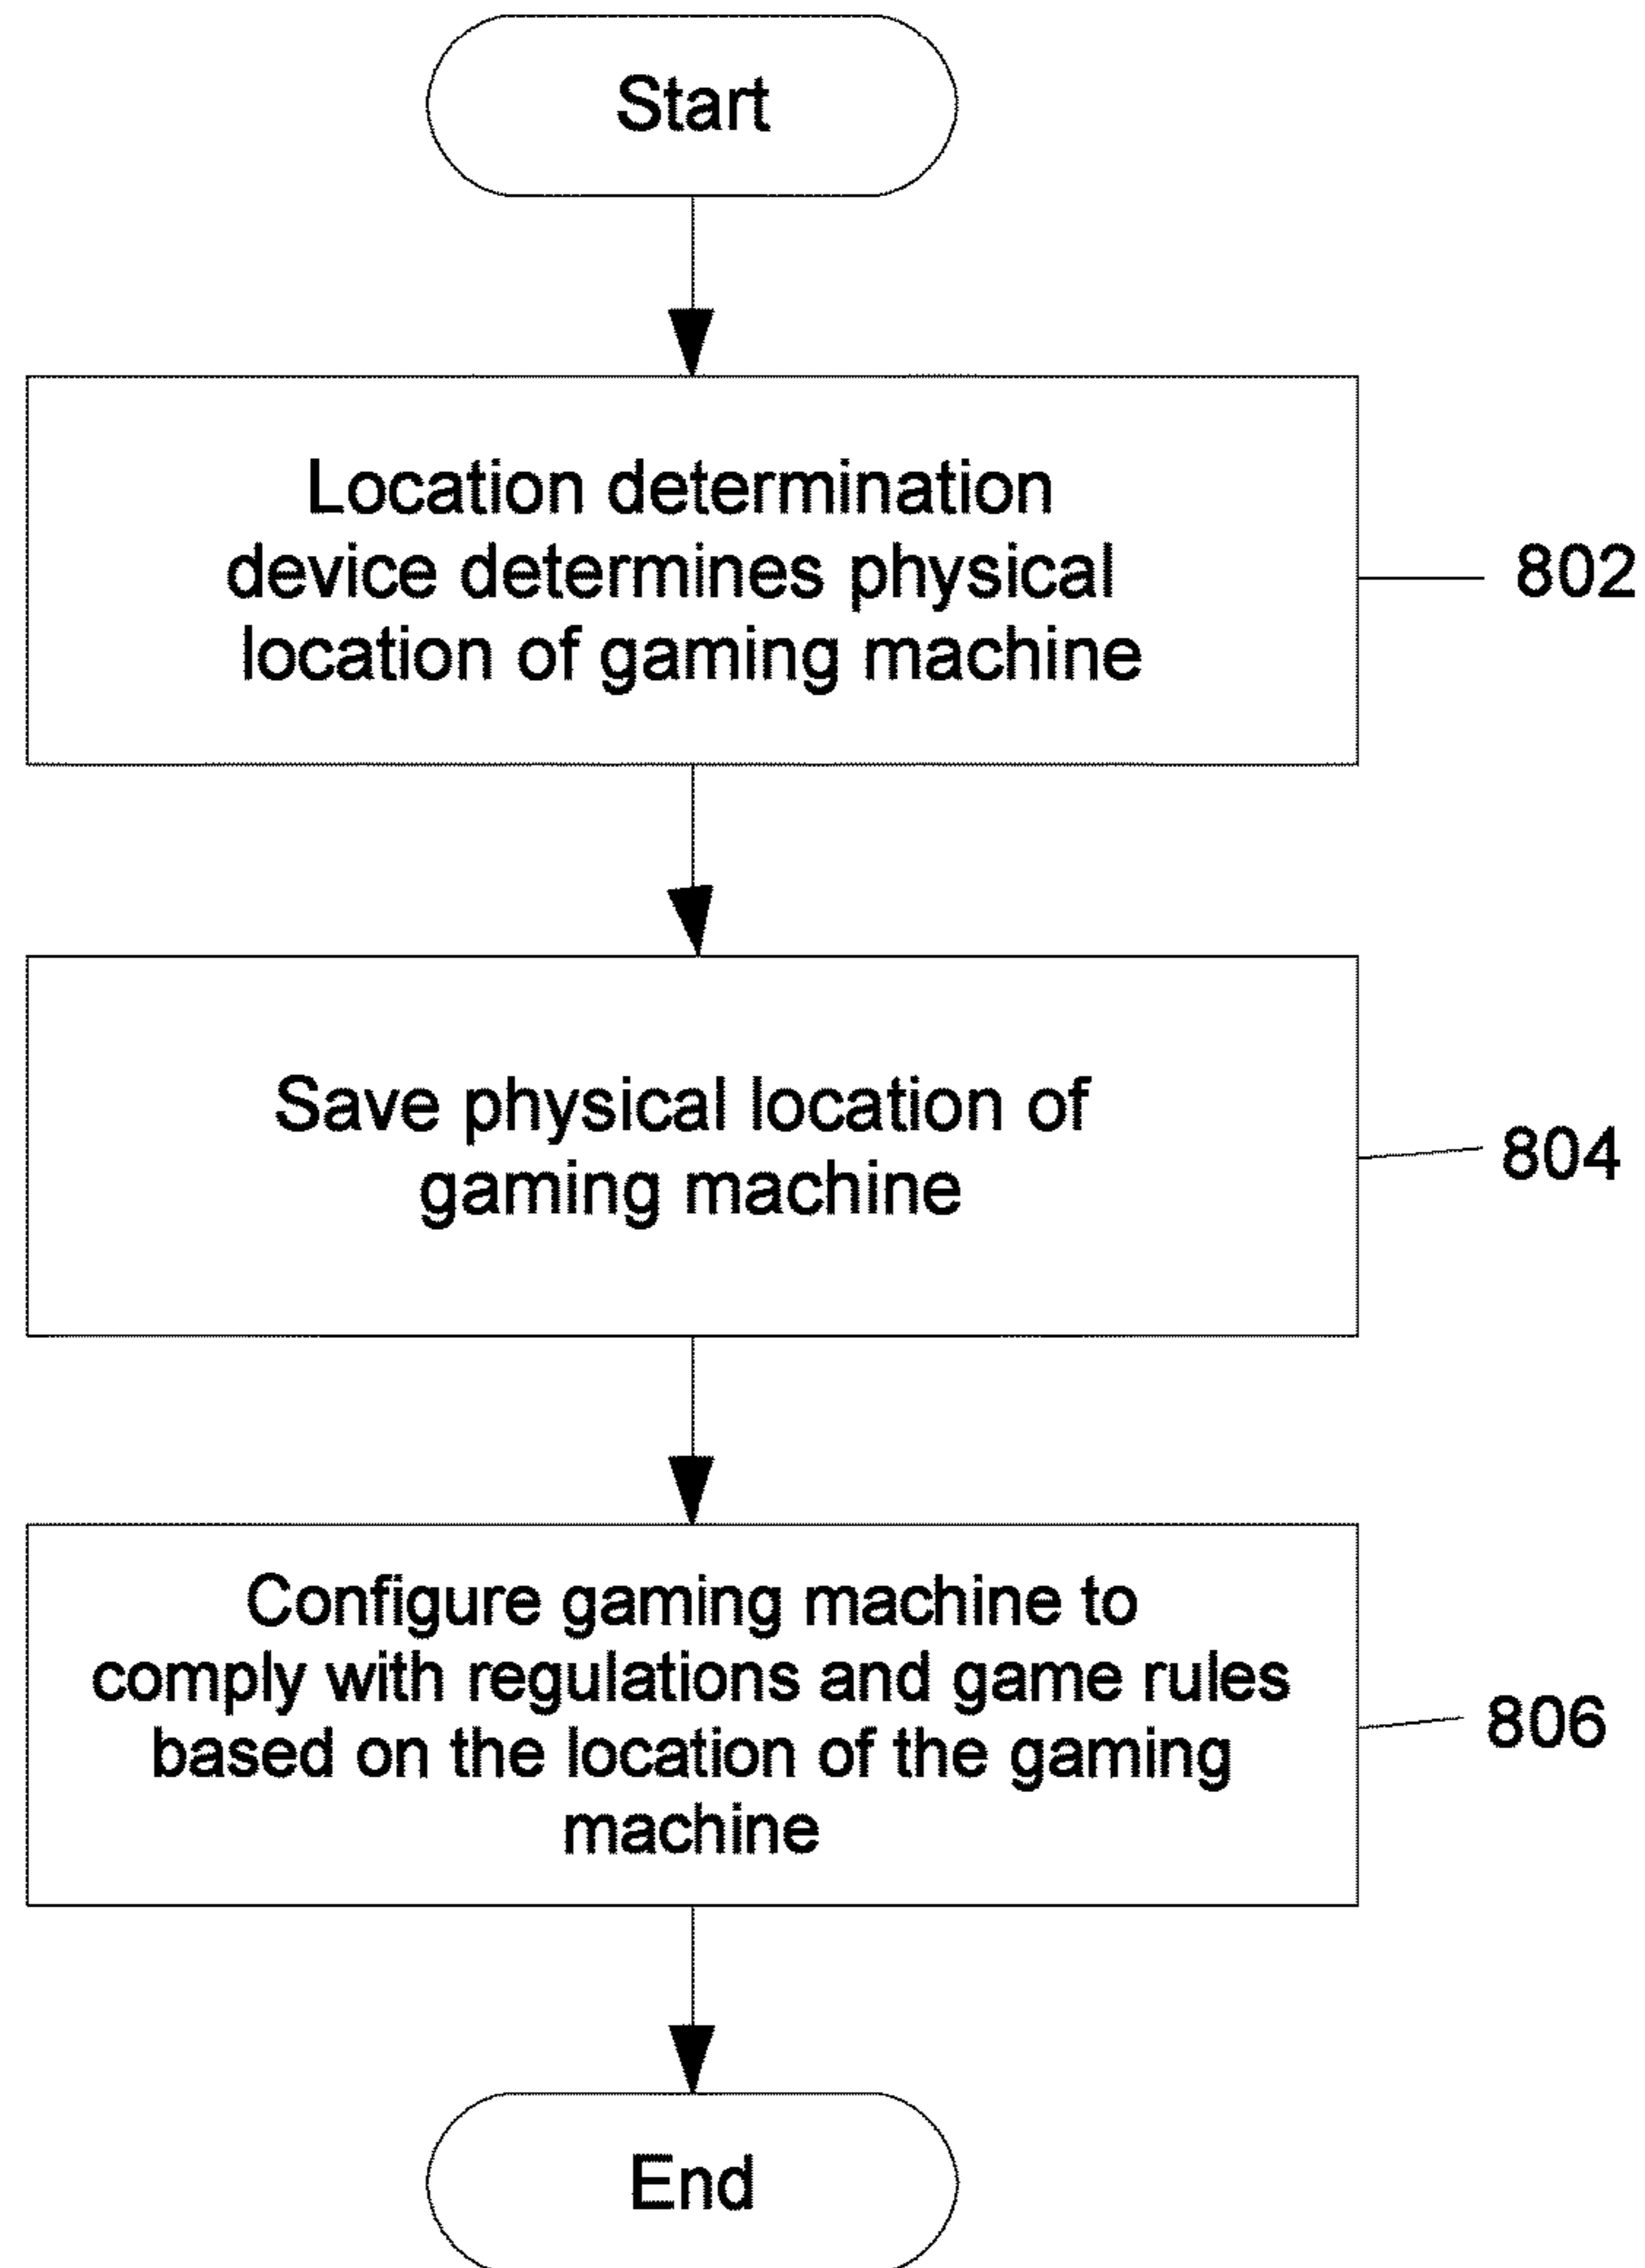 Start
Location determination
device determines physical
location of gaming machine
802
Save physical location of
gaming machine
804
Configure gaming machine to
comply with regulations and game rules
based on the location of the gaming
machine
806
End